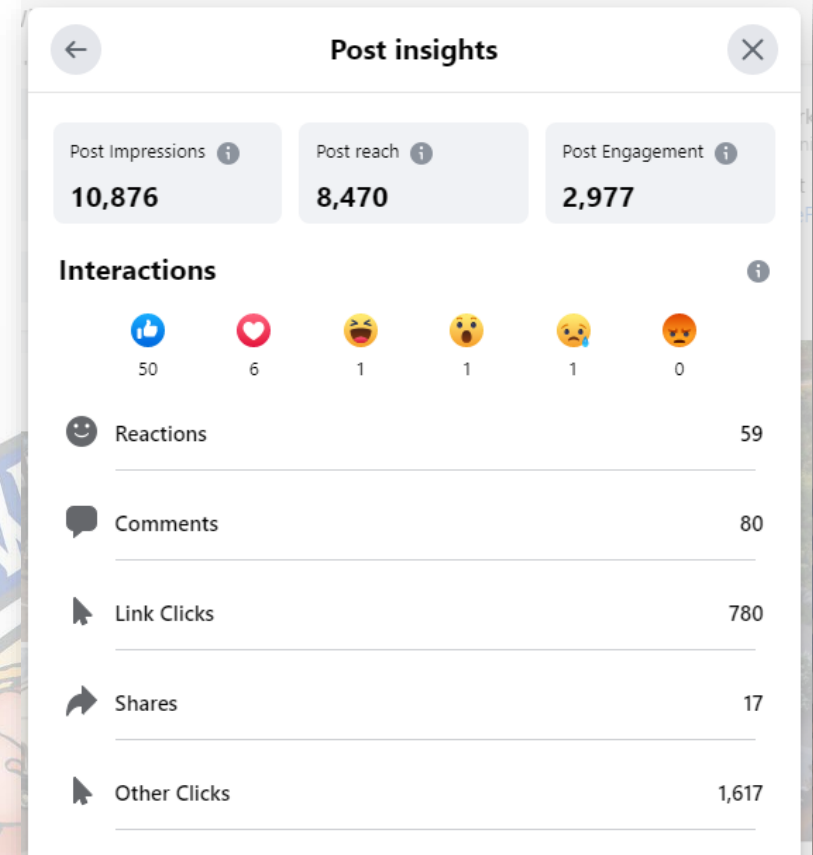 Post insights
Post Impressions
Post reach
Post Engagement
10,876
8,470
2,977
Interactions
50 6 1 1 1 0
Reactions 59
Comments 80
Link Clicks 780
Shares 17
Other Clicks 1,617